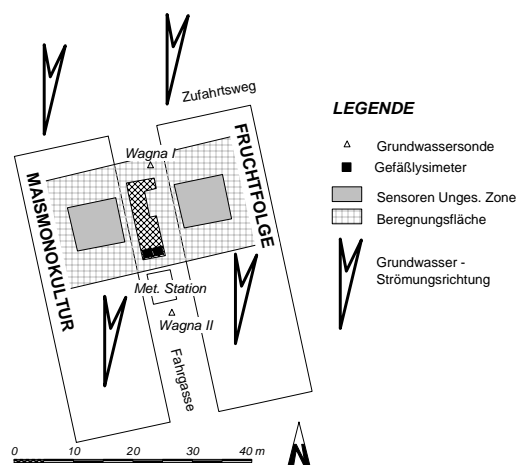 Zufahrtsweg
Wagna I
MAISMONOKULTUR
FRUCHTFOLGE
Met. Station
Wagna II
Fahrgasse
0 10 20 30 40 m
N
LEGENDE
Grundwassersonde
Gefäßlysimeter
Sensoren Unges. Zone
Beregnungsfläche
Grundwasser -
Strömungsrichtung